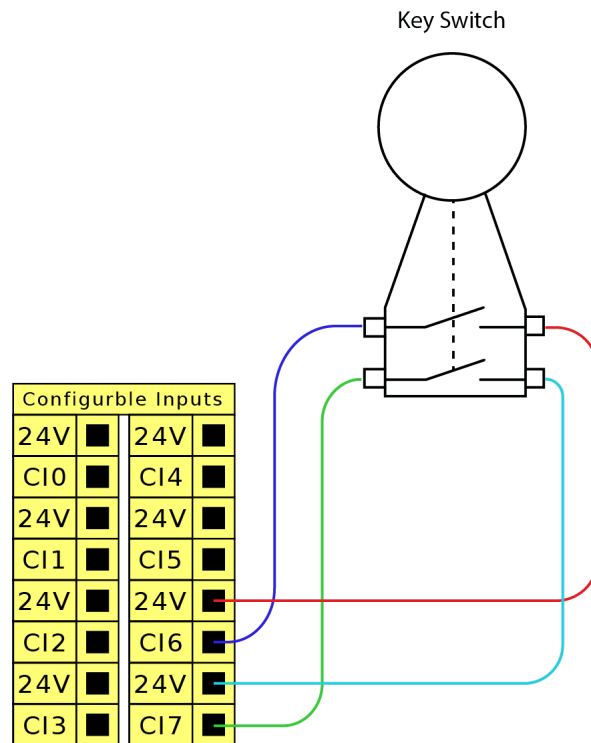 Key Switch
Configurble Inputs
24V 24V
CI0 CI4
24V 24V
CI1 CI5
24V 24V
CI2 CI6
24V 24V
CI3 CI7